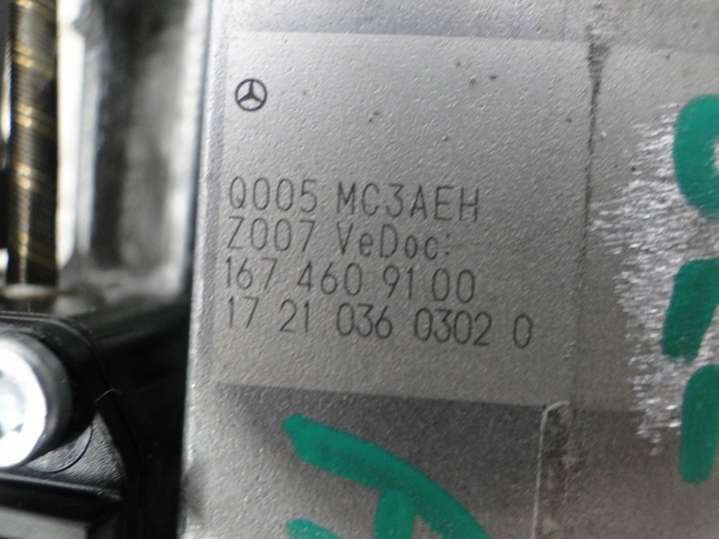 Q005 MC3AEH
Z007 VeDoc:
167 460 91 00
17 21 036 0302 0